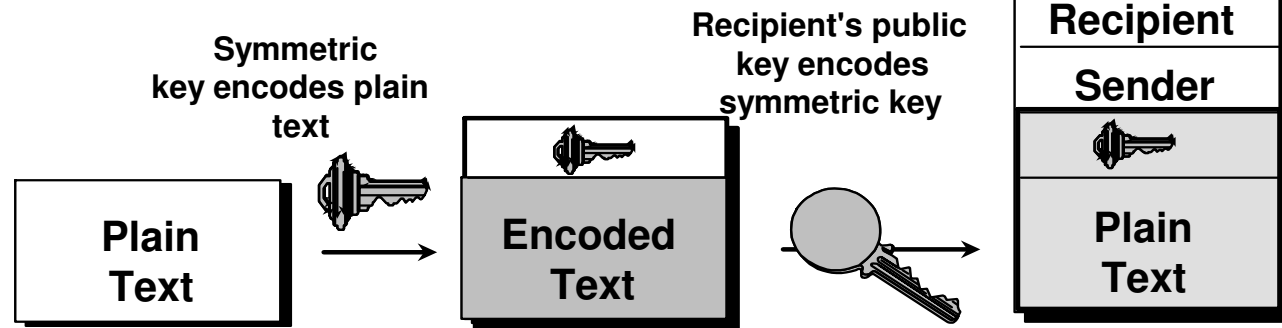 Symmetric
key encodes plain
text
Recipient's public
key encodes
symmetric key
Recipient
Sender
Plain
Text
Encoded
Text
Plain
Text